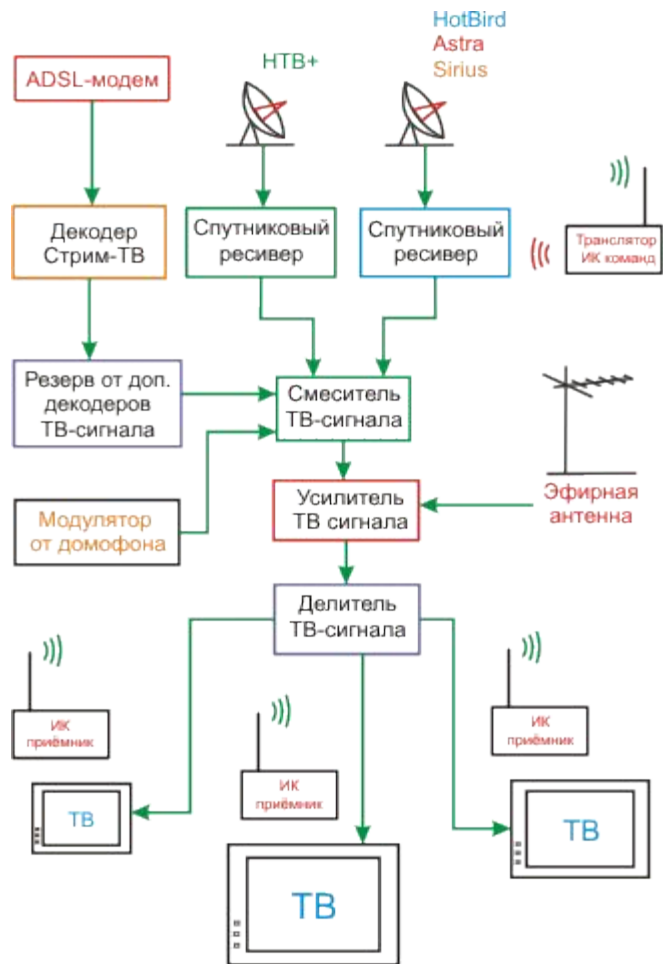 HotBird
Astra
Sirius
НТВ+
ADSL-модем
Декодер
Стрим-ТВ
Спутниковый
ресивер
Спутниковый
ресивер
Транслятор
ИК команд
Резерв от доп.
декодеров
ТВ-сигнала
Смеситель
ТВ-сигнала
Модулятор
от домофона
Усилитель
ТВ сигнала
Эфирная
антенна
Делитель
ТВ-сигнала
ИК
приёмник
ИК
приёмник
ИК
приёмник
ТВ
ТВ
ТВ